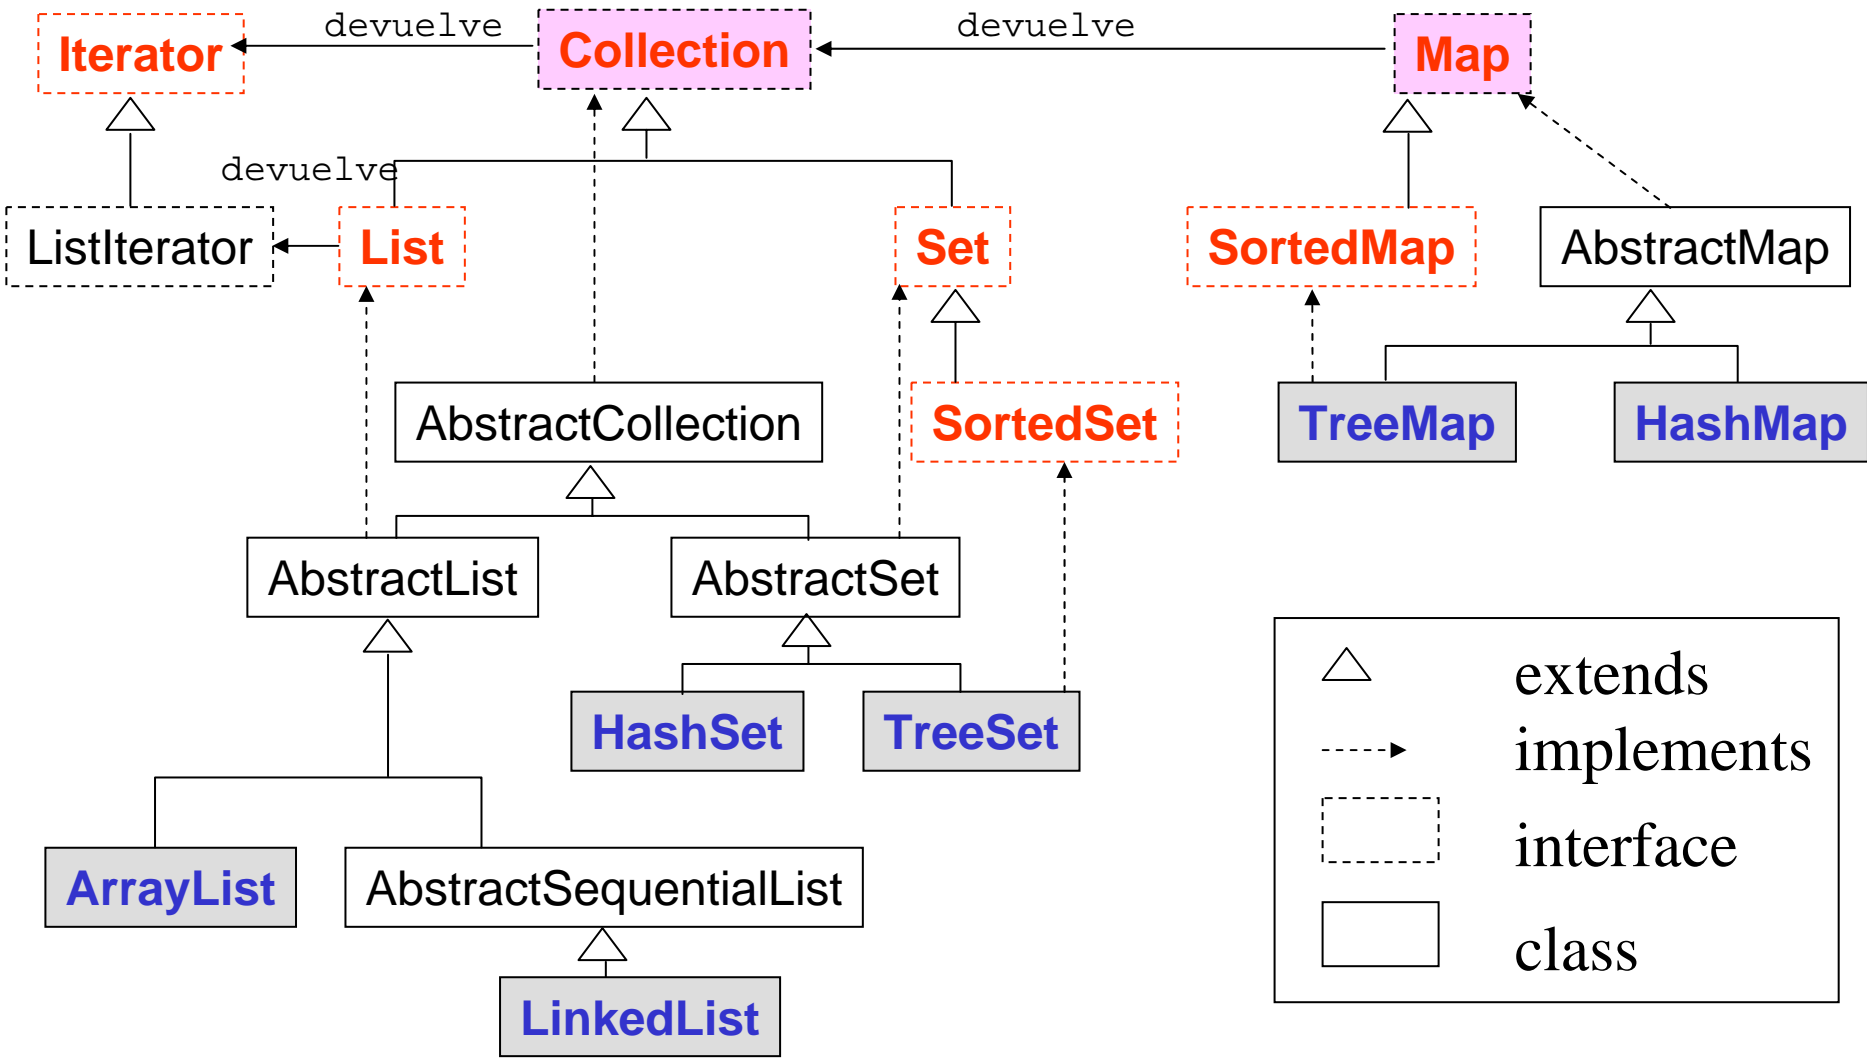 devuelve
devuelve
Iterator
Collection
Map
devuelve
ListIterator
List
Set
SortedMap
AbstractMap
AbstractCollection
SortedSet
TreeMap
HashMap
AbstractList
AbstractSet
extends
HashSet
TreeSet
implements
interface
ArrayList
AbstractSequentialList
class
LinkedList